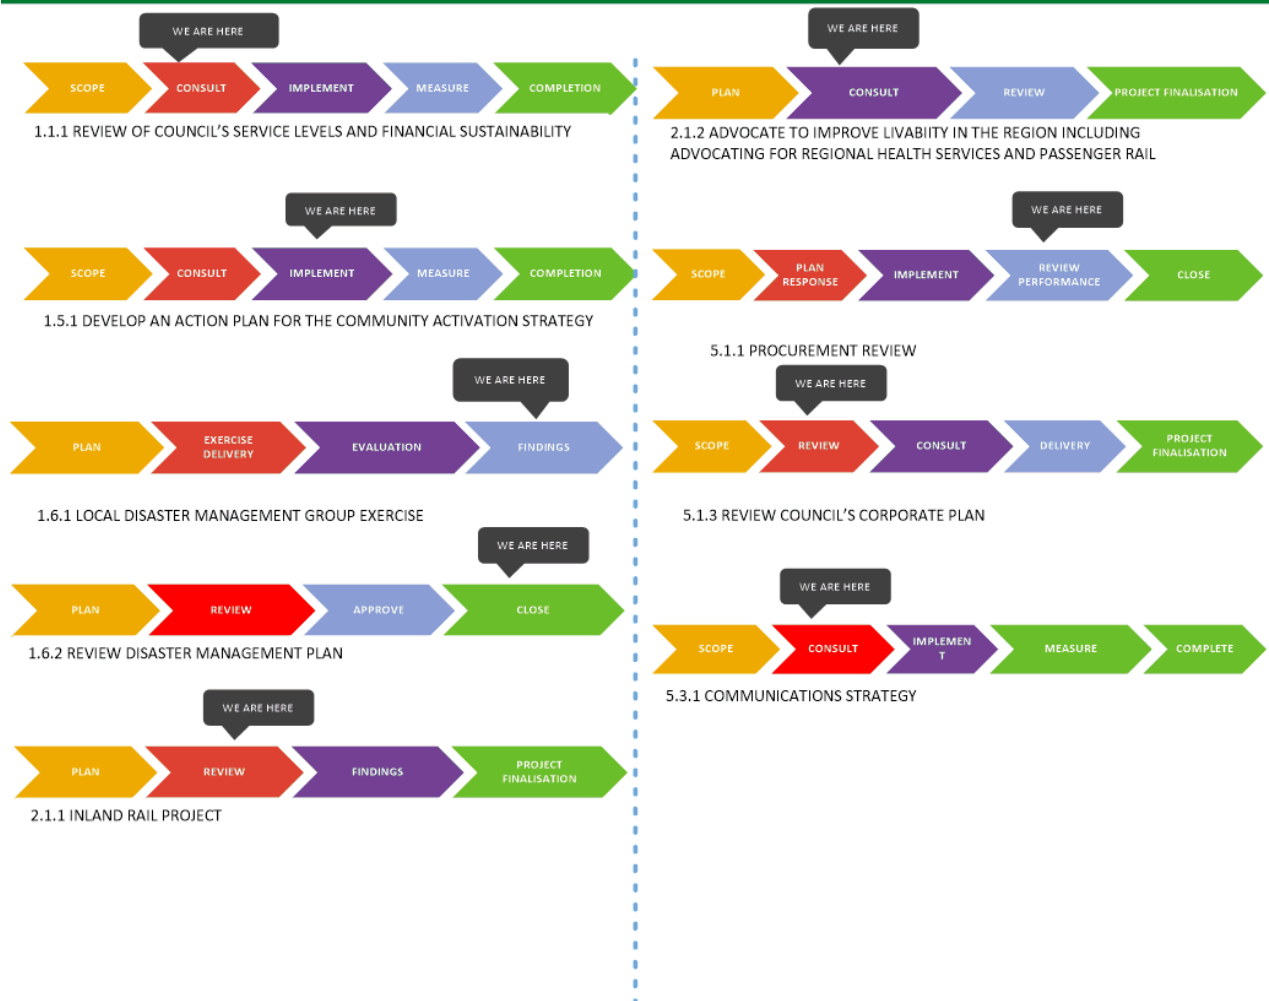 WE ARE HERE
SCOPE CONSULT IMPLEMENT MEASURE COMPLETION
1.1.1 REVIEW OF COUNCIL'S SERVICE LEVELS AND FINANCIAL SUSTAINABILITY
WE ARE HERE
SCOPE CONSULT IMPLEMENT MEASURE COMPLETION
1.5.1 DEVELOP AN ACTION PLAN FOR THE COMMUNITY ACTIVATION STRATEGY
WE ARE HERE
PLAN EXERCISE DELIVERY EVALUATION FINDINGS
1.6.1 LOCAL DISASTER MANAGEMENT GROUP EXERCISE
WE ARE HERE
PLAN REVIEW APPROVE CLOSE
1.6.2 REVIEW DISASTER MANAGEMENT PLAN
WE ARE HERE
PLAN REVIEW FINDINGS PROJECT FINALISATION
2.1.1 INLAND RAIL PROJECT
WE ARE HERE
PLAN CONSULT REVIEW PROJECT FINALISATION
2.1.2 ADVOCATE TO IMPROVE LIVABIITY IN THE REGION INCLUDING
ADVOCATING FOR REGIONAL HEALTH SERVICES AND PASSENGER RAIL
WE ARE HERE
SCOPE PLAN RESPONSE IMPLEMENT REVIEW PERFORMANCE CLOSE
5.1.1 PROCUREMENT REVIEW
WE ARE HERE
SCOPE REVIEW CONSULT DELIVERY PROJECT FINALISATION
5.1.3 REVIEW COUNCIL'S CORPORATE PLAN
WE ARE HERE
SCOPE CONSULT IMPLEMENT MEASURE COMPLETE
5.3.1 COMMUNICATIONS STRATEGY